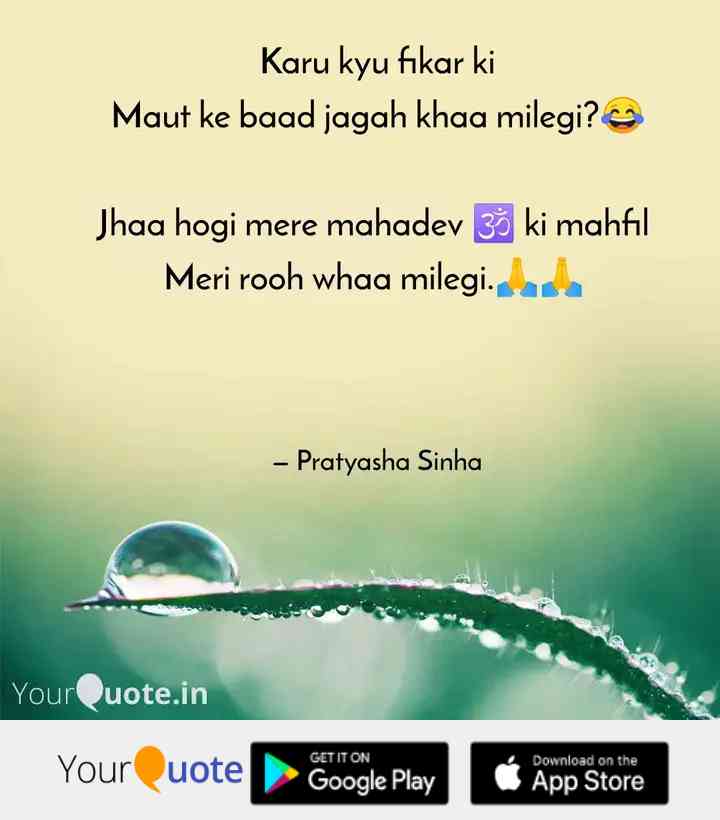 Karu kyu fikar ki
Maut ke baad jagah khaa milegi?😂
Jhaa hogi mere mahadev 🕉 ki mahfil
Meri rooh whaa milegi.🙏🙏
– Pratyasha Sinha
YourQuote.in
YourQuote
GET IT ON
Google Play
Download on the
App Store